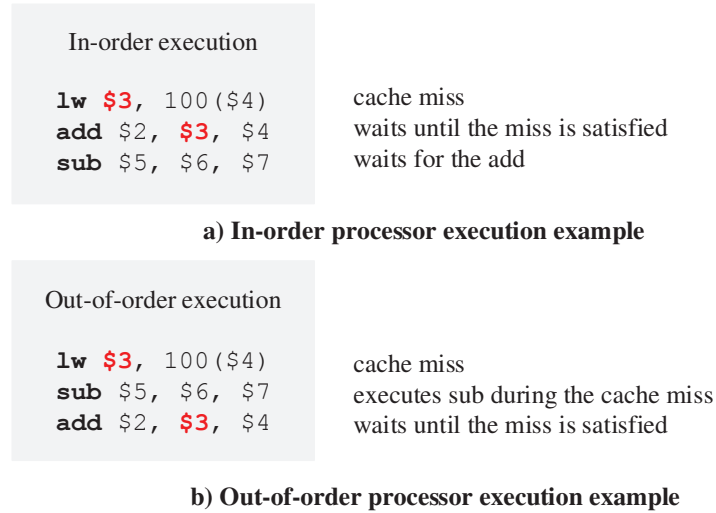 In-order execution
lw $3, 100($4)
cache miss
add $2, $3, $4
waits until the miss is satisfied
sub $5, $6, $7
waits for the add
a) In-order processor execution example
Out-of-order execution
lw $3, 100($4)
cache miss
sub $5, $6, $7
executes sub during the cache miss
add $2, $3, $4
waits until the miss is satisfied
b) Out-of-order processor execution example